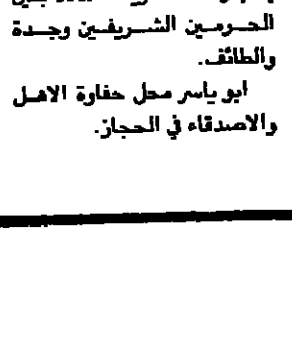 الحرمين الشريفين وجدة
والطائف.
ابو ياسر محل حفاوة الاهل
والاصدقاء في الحجاز.